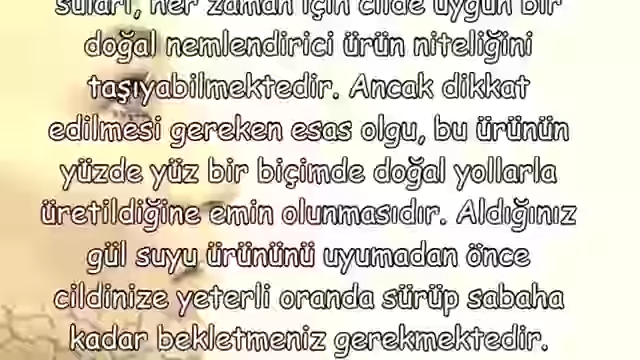 suları, her zaman için cilde uygun bir
doğal nemlendirici ürün niteliğini
taşıyabilmektedir. Ancak dikkat
edilmesi gereken esas olgu, bu ürünün
yüzde yüz bir biçimde doğal yollarla
üretildiğine emin olunmasıdır. Aldığınız
gül suyu ürününü uyumadan önce
cildinize yeterli oranda sürüp sabaha
kadar bekletmeniz gerekmektedir.